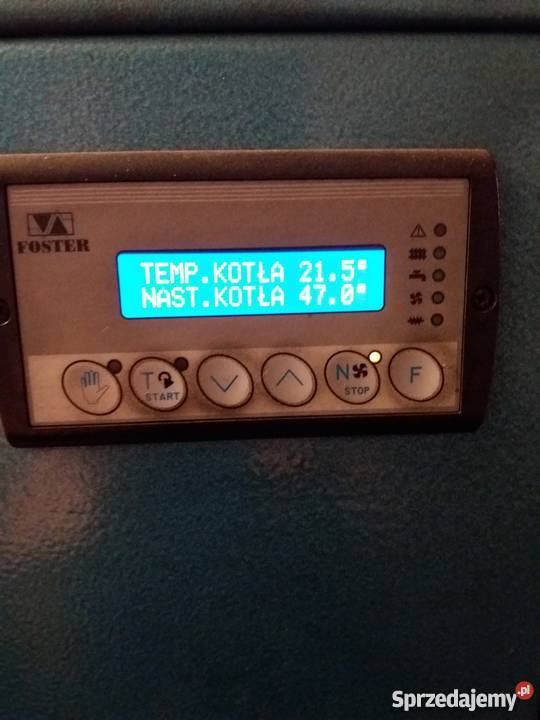 FOSTER
TEMP.KOTŁA 21.5°
NAST.KOTŁA 47.0°
T
START
N
STOP
F
Sprzedajemy.pl